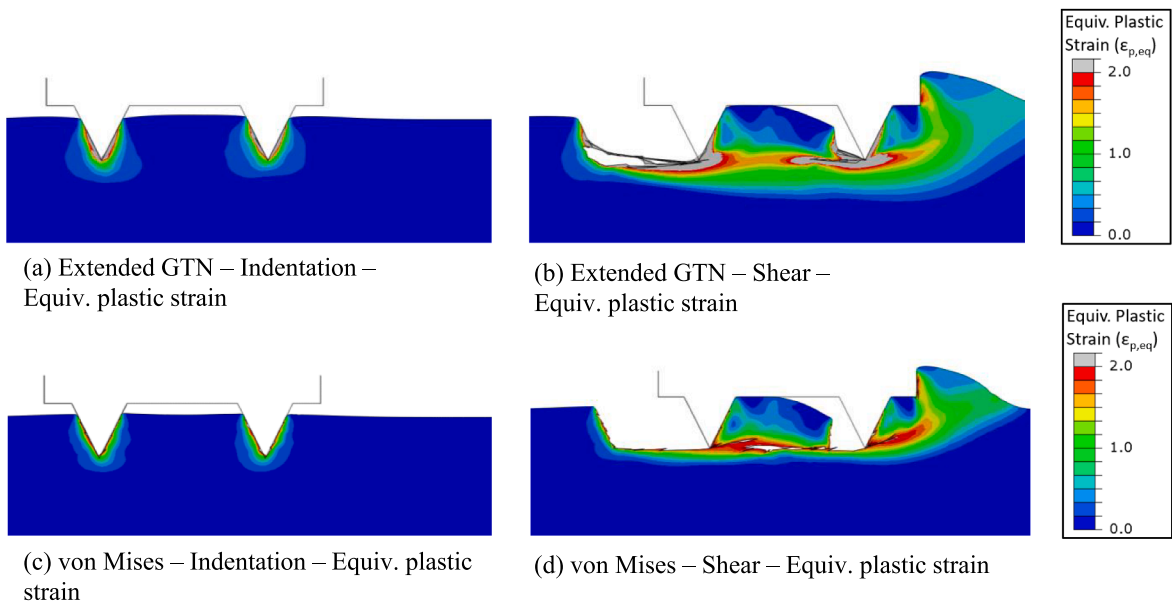 Equiv. Plastic
Strain (εp,eq)
2.0
1.0
0.0
(a) Extended GTN – Indentation –
Equiv. plastic strain
(b) Extended GTN – Shear –
Equiv. plastic strain
Equiv. Plastic
Strain (εp,eq)
2.0
1.0
0.0
(c) von Mises – Indentation – Equiv. plastic
strain
(d) von Mises – Shear – Equiv. plastic strain